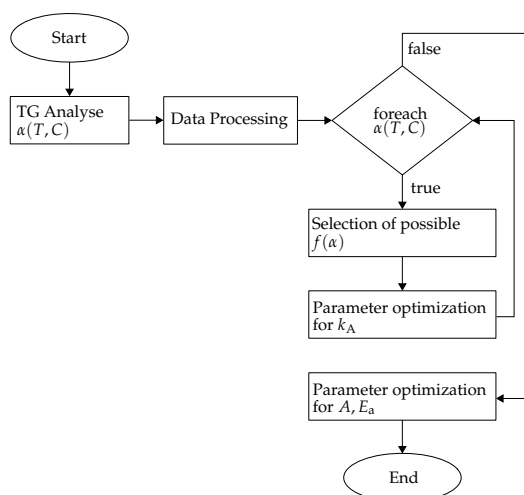 Start
false
TG Analyse
α(T, C)
Data Processing
foreach
α(T, C)
true
Selection of possible
f(α)
Parameter optimization
for k_A
Parameter optimization
for A, E_a
End